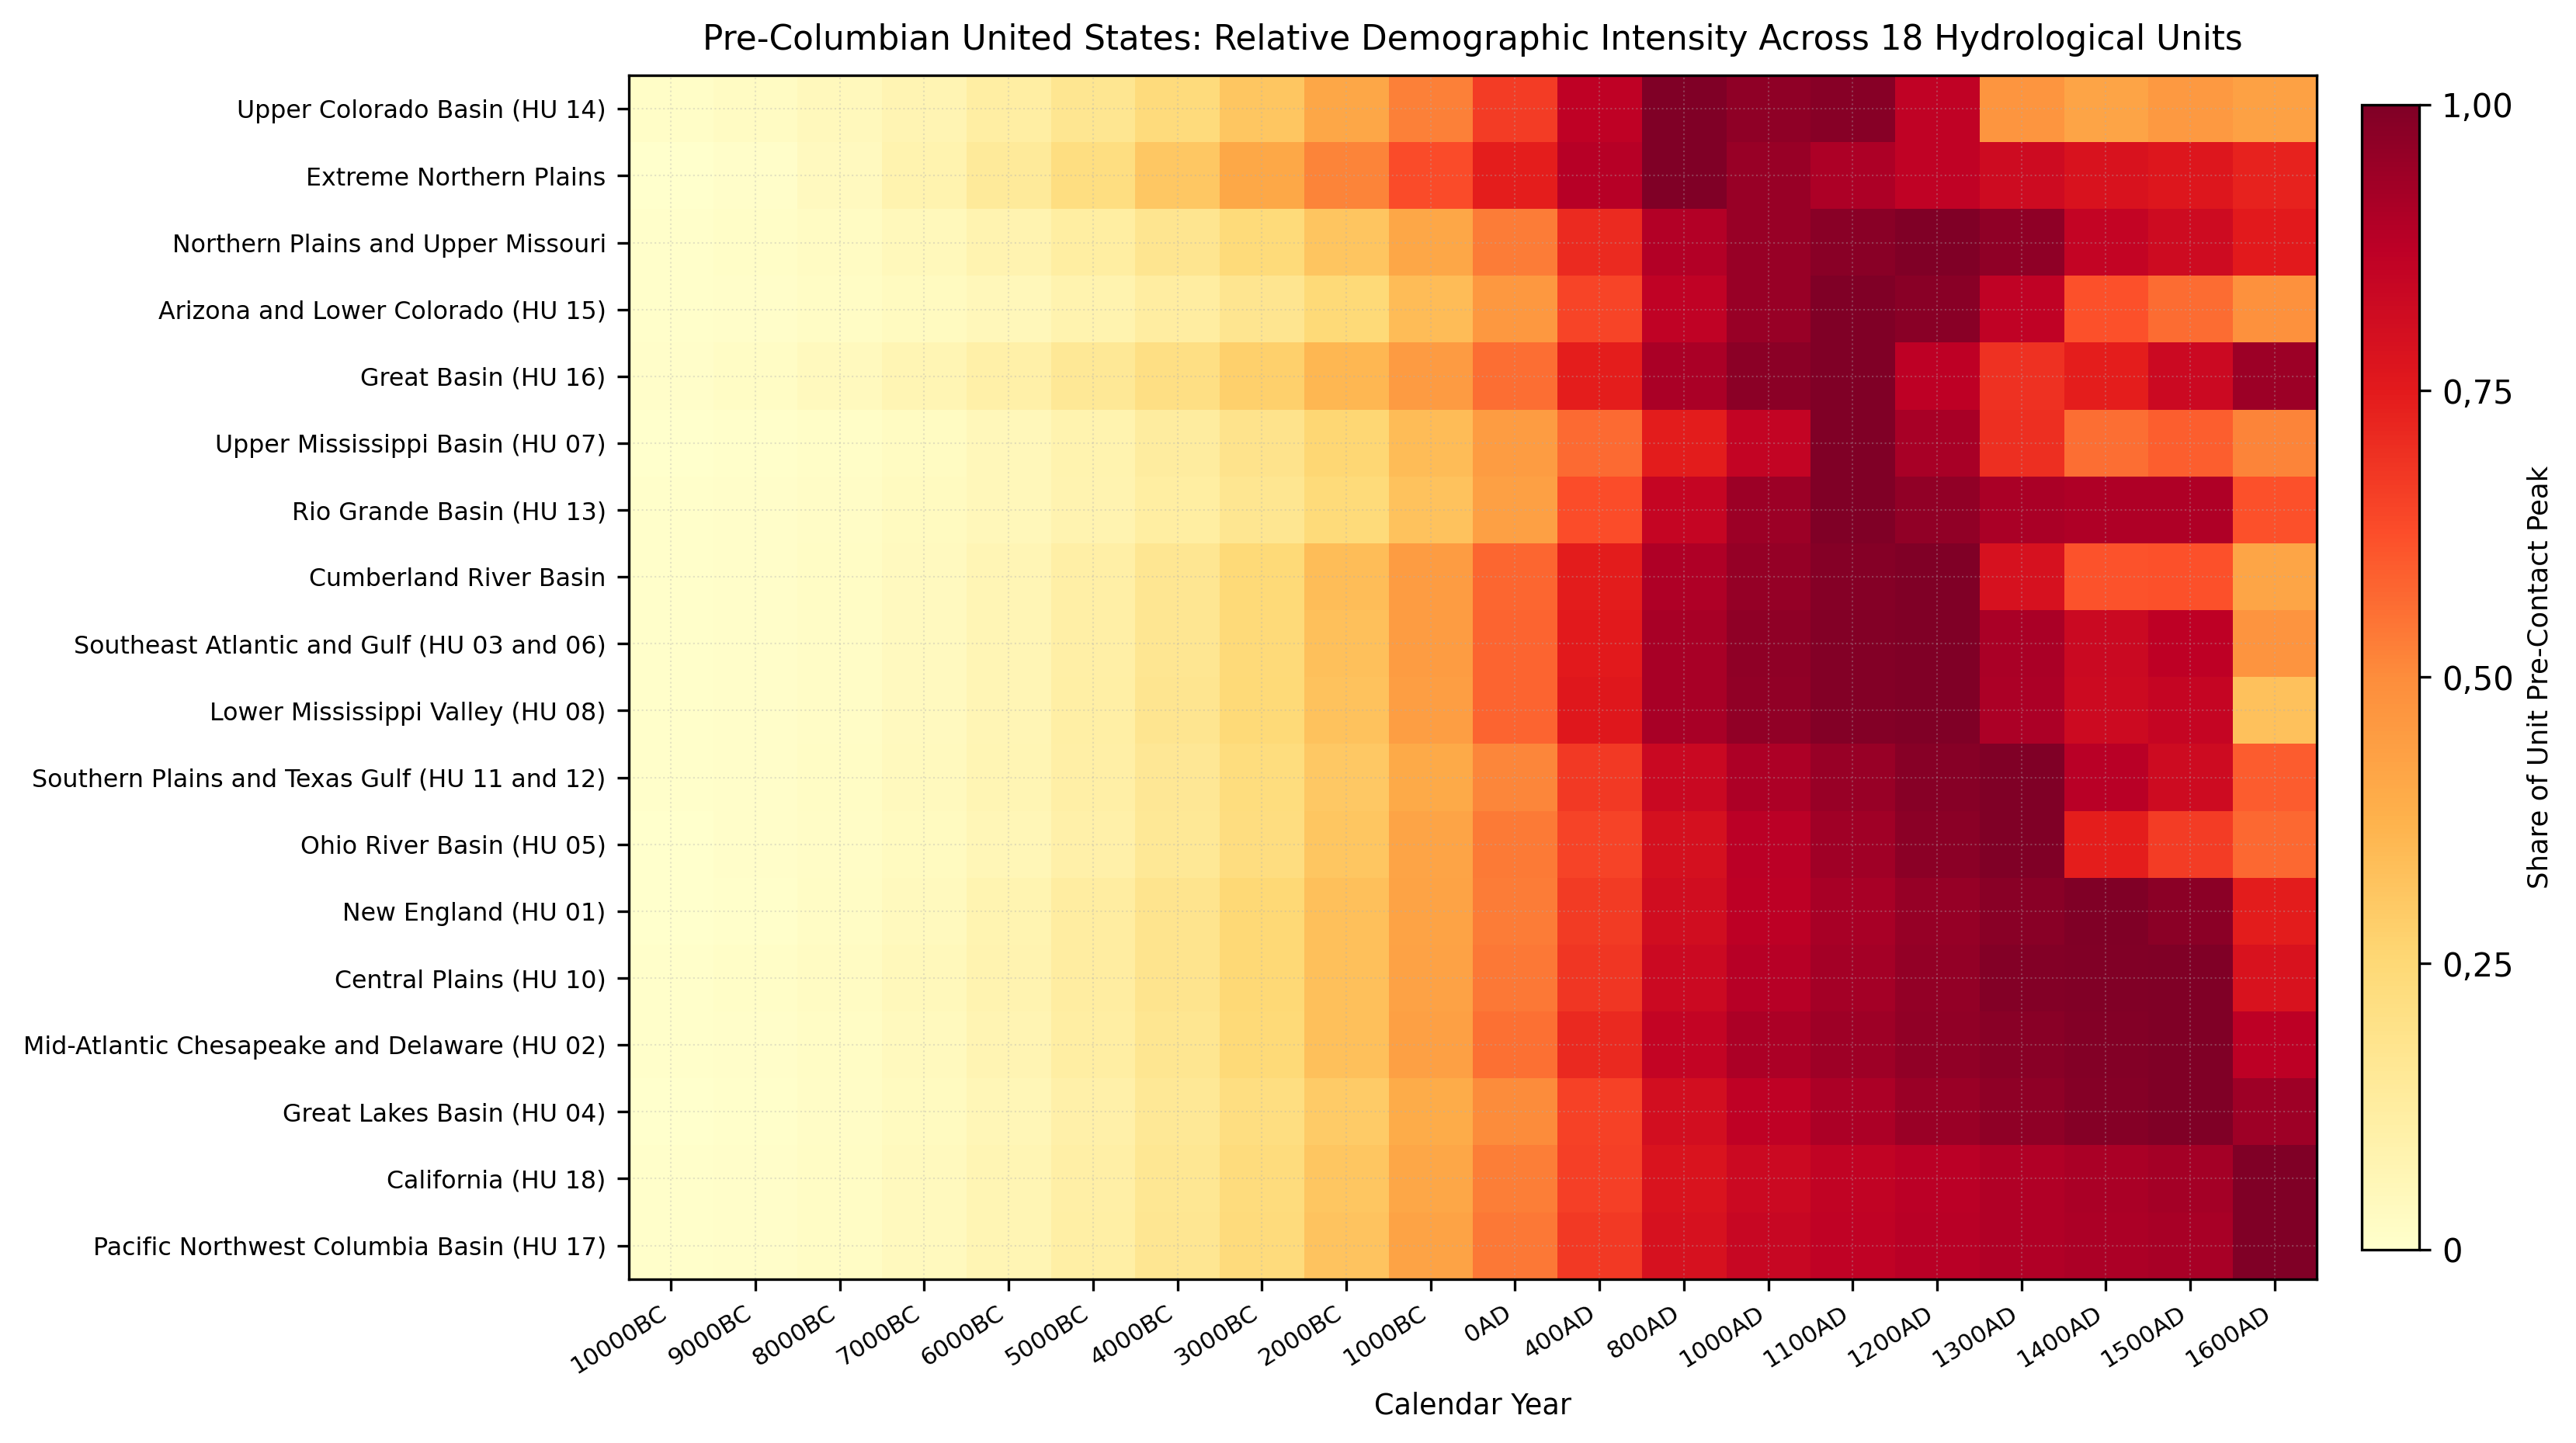 Pre-Columbian United States: Relative Demographic Intensity Across 18 Hydrological Units
Upper Colorado Basin (HU 14)
Extreme Northern Plains
Northern Plains and Upper Missouri
Arizona and Lower Colorado (HU 15)
Great Basin (HU 16)
Upper Mississippi Basin (HU 07)
Rio Grande Basin (HU 13)
Cumberland River Basin
Southeast Atlantic and Gulf (HU 03 and 06)
Lower Mississippi Valley (HU 08)
Southern Plains and Texas Gulf (HU 11 and 12)
Ohio River Basin (HU 05)
New England (HU 01)
Central Plains (HU 10)
Mid-Atlantic Chesapeake and Delaware (HU 02)
Great Lakes Basin (HU 04)
California (HU 18)
Pacific Northwest Columbia Basin (HU 17)
10000BC
9000BC
8000BC
7000BC
6000BC
5000BC
4000BC
3000BC
2000BC
1000BC
0AD
400AD
800AD
1000AD
1100AD
1200AD
1300AD
1400AD
1500AD
1600AD
Calendar Year
1,00
0,75
0,50
0,25
0
Share of Unit Pre-Contact Peak